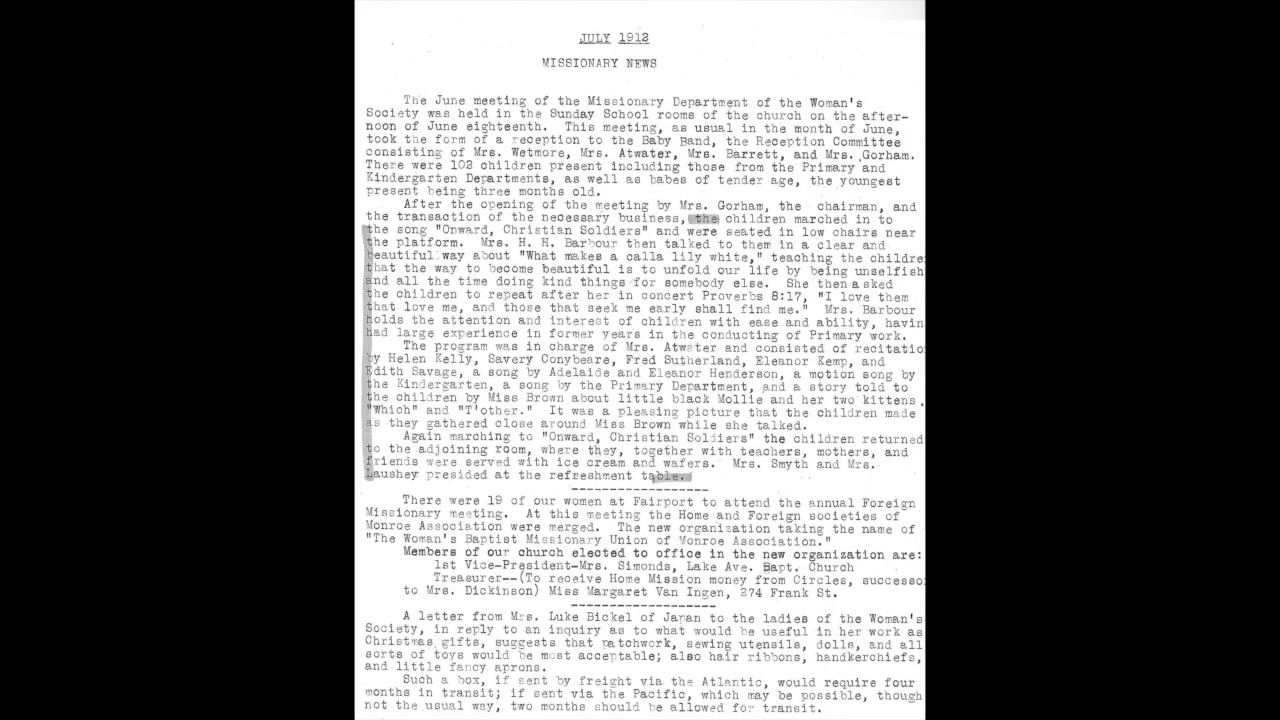 JULY 1913
MISSIONARY NEWS
The June meeting of the Missionary Department of the Woman's
Society was held in the Sunday School rooms of the church on the after-
noon of June eighteenth. This meeting, as usual in the month of June,
took the form of a reception to the Baby Band, the Reception Committee
consisting of Mrs. Wetmore, Mrs. Atwater, Mrs. Barrett, and Mrs. Gorham.
There were 102 children present including those from the Primary and
Kindergarten Departments, as well as babes of tender age, the youngest
present being three months old.
After the opening of the meeting by Mrs. Gorham, the chairman, and
the transaction of the necessary business, the children marched in to
the song "Onward, Christian Soldiers" and were seated in low chairs near
the platform. Mrs. H. H. Barbour then talked to them in a clear and
beautiful way about "What makes a calla lily white," teaching the childre
that the way to become beautiful is to unfold our life by being unselfish
and all the time doing kind things for somebody else. She then asked
the children to repeat after her in concert Proverbs 8:17, "I love them
that love me, and those that seek me early shall find me." Mrs. Barbour
holds the attention and interest of children with ease and ability, havin
had large experience in former years in the conducting of Primary work.
The program was in charge of Mrs. Atwater and consisted of recitatio
by Helen Kelly, Savery Conybeare, Fred Sutherland, Eleanor Kemp, and
Edith Savage, a song by Adelaide and Eleanor Henderson, a motion song by
the Kindergarten, a song by the Primary Department, and a story told to
the children by Miss Brown about little black Mollie and her two kittens.
"Which" and "T'other." It was a pleasing picture that the children made
as they gathered close around Miss Brown while she talked.
Again marching to "Onward, Christian Soldiers" the children returned
to the adjoining room, where they, together with teachers, mothers, and
friends were served with ice cream and wafers. Mrs. Smyth and Mrs.
Laushey presided at the refreshment table.
There were 19 of our women at Fairport to attend the annual Foreign
Missionary meeting. At this meeting the Home and Foreign societies of
Monroe Association were merged. The new organization taking the name of
"The Woman's Baptist Missionary Union of Monroe Association."
Members of our church elected to office in the new organization are:
1st Vice-President-Mrs. Simonds, Lake Ave. Bapt. Church
Treasurer--(To receive Home Mission money from Circles, successo
to Mrs. Dickinson) Miss Margaret Van Ingen, 274 Frank St.
A letter from Mrs. Luke Bickel of Japan to the ladies of the Woman's
Society, in reply to an inquiry as to what would be useful in her work as
Christmas gifts, suggests that patchwork, sewing utensils, dolls, and all
sorts of toys would be most acceptable; also hair ribbons, handkerchiefs,
and little fancy aprons.
Such a box, if sent by freight via the Atlantic, would require four
months in transit; if sent via the Pacific, which may be possible, though
not the usual way, two months should be allowed for transit.